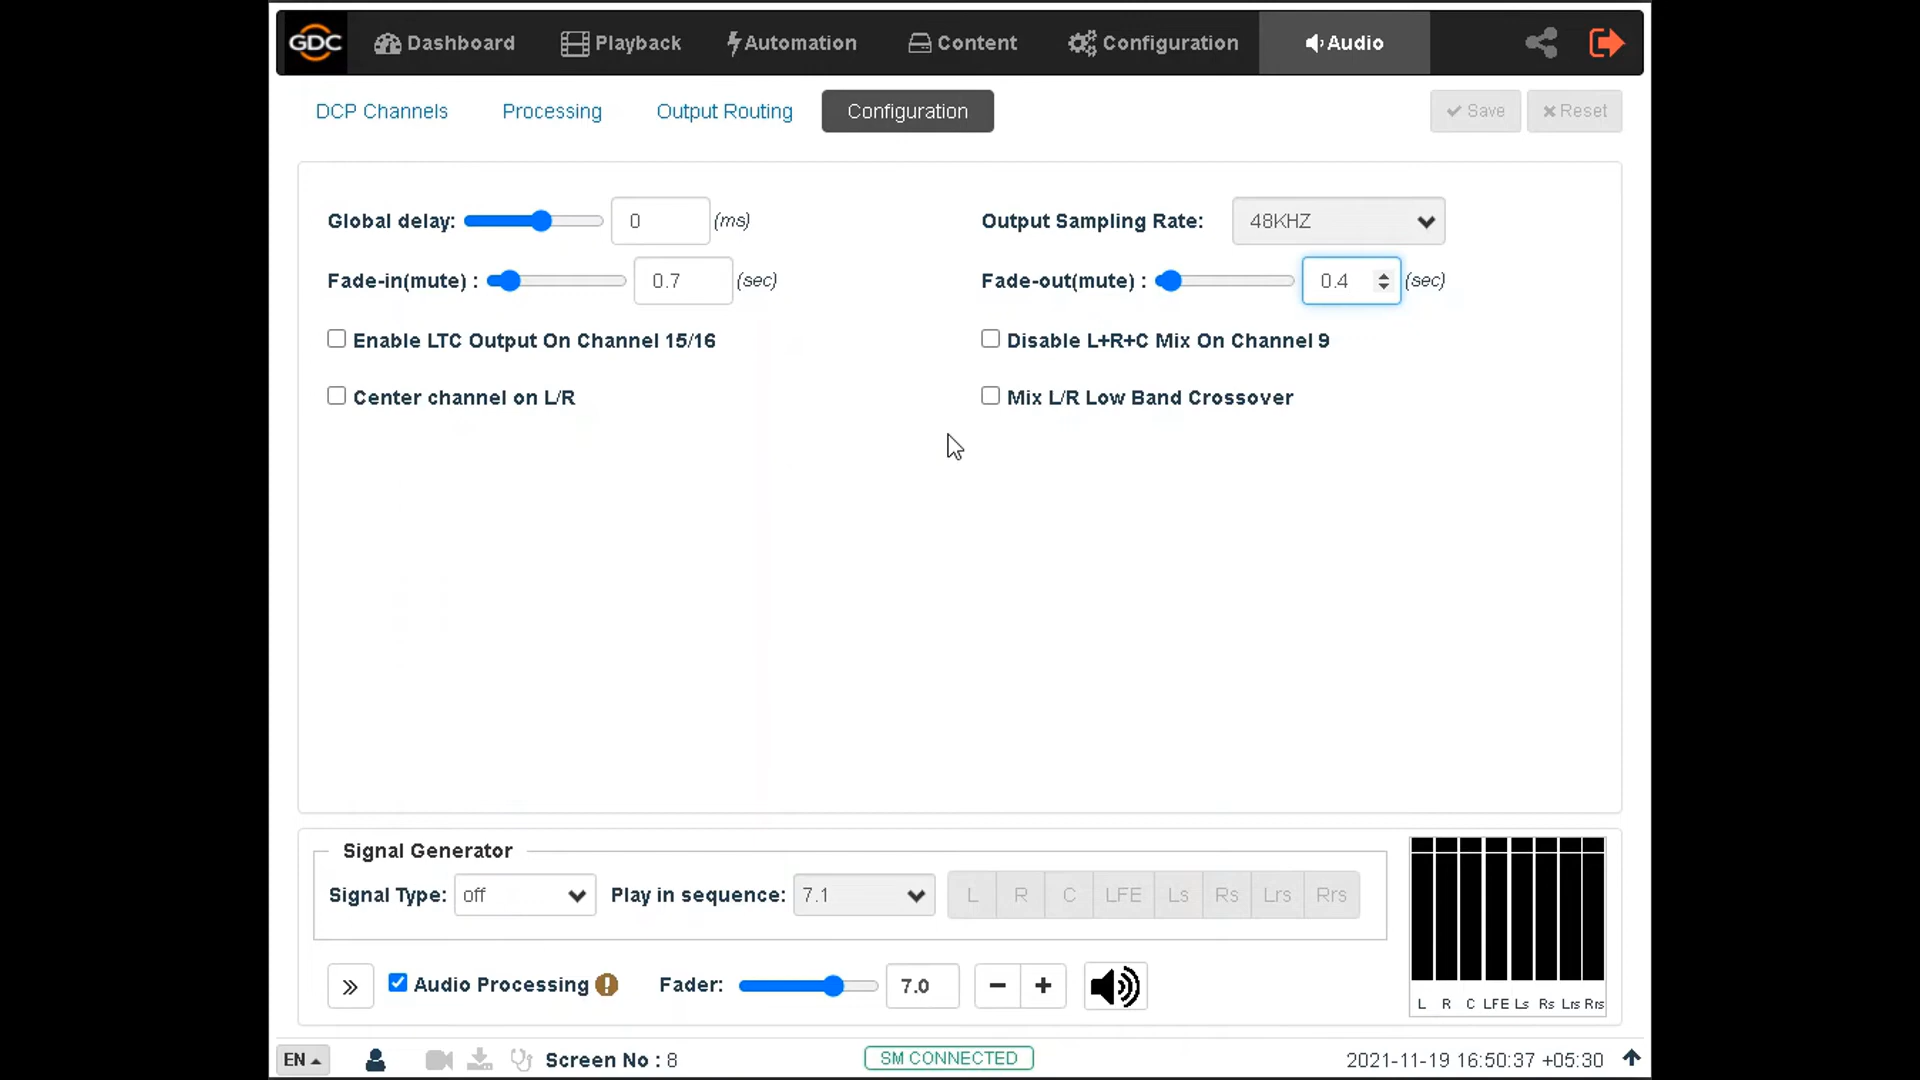 GDC Dashboard Playback Automation Content Configuration Audio
DCP Channels Processing Output Routing Configuration Save Reset
Global delay: 0 (ms) Output Sampling Rate: 48KHZ
Fade-in(mute) : 0.7 (sec) Fade-out(mute) : 0.4 (sec)
Enable LTC Output On Channel 15/16 Disable L+R+C Mix On Channel 9
Center channel on L/R Mix L/R Low Band Crossover
Signal Generator
Signal Type: off Play in sequence: 7.1 L R C LFE Ls Rs Lrs Rrs
Audio Processing Fader: 7.0
L R C LFE Ls Rs Lrs Rrs
EN Screen No : 8 SM CONNECTED 2021-11-19 16:50:37 +05:30